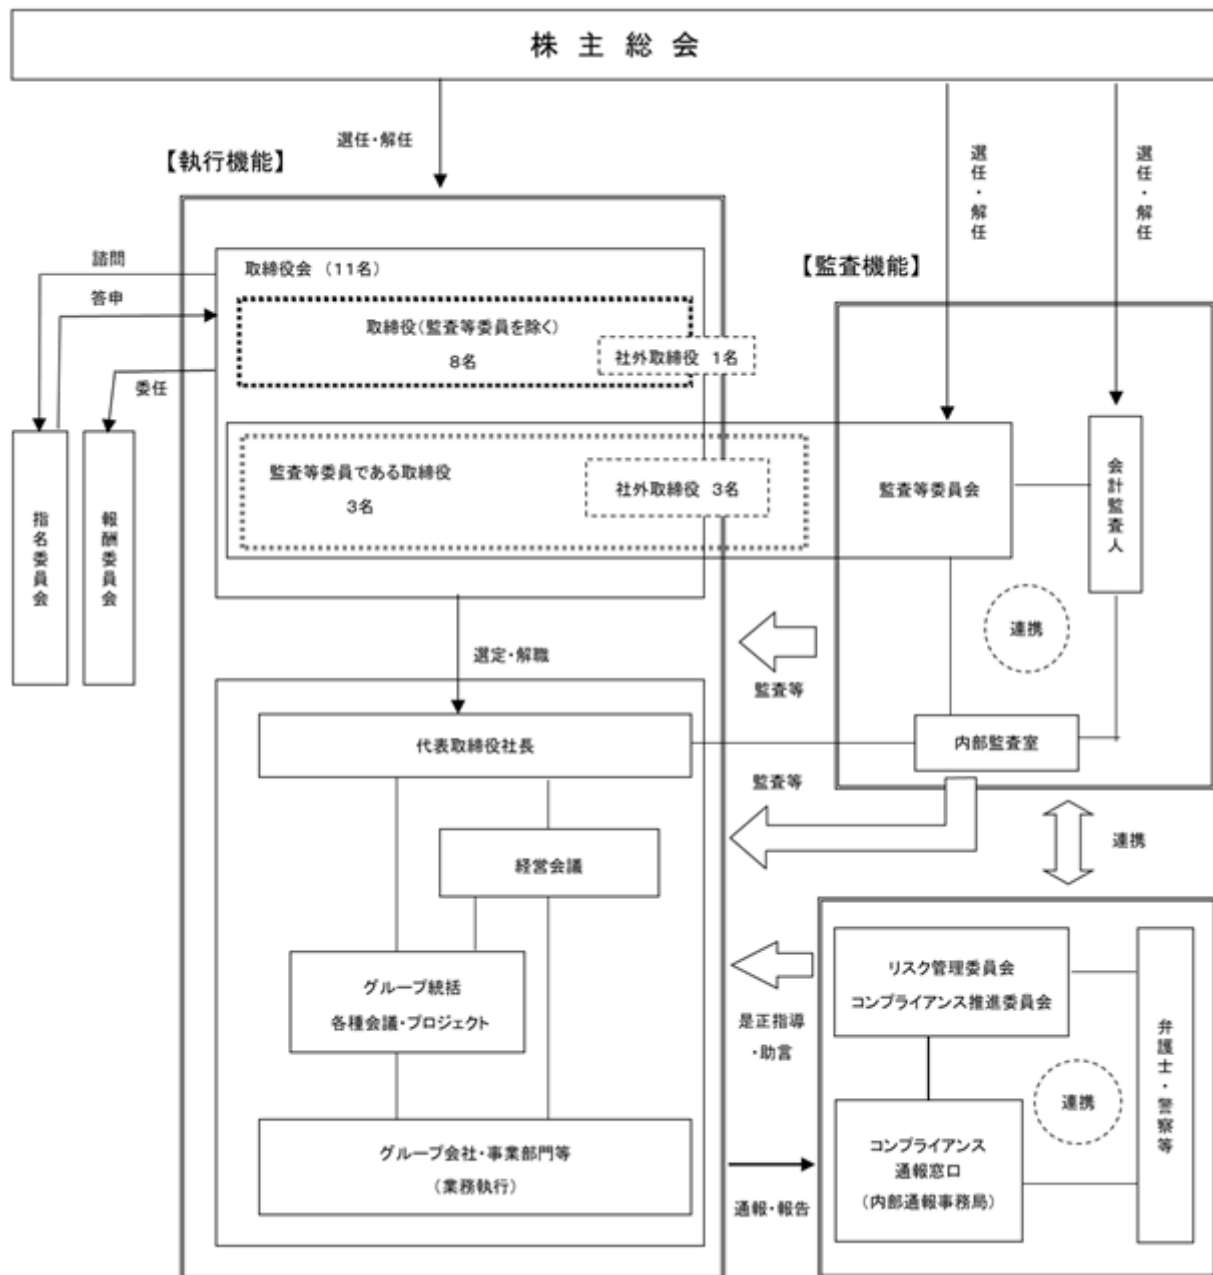 株主総会
選任・解任
【執行機能】
選任・解任
選任・解任
諮問
答申
委任
取締役会 （11名）
取締役（監査等委員を除く）
8名
社外取締役 1名
【監査機能】
監査等委員である取締役
3名
社外取締役 3名
監査等委員会
会計監査人
指名委員会
報酬委員会
連携
選定・解職
監査等
代表取締役社長
内部監査室
監査等
経営会議
連携
グループ統括
各種会議・プロジェクト
リスク管理委員会
コンプライアンス推進委員会
是正指導
・助言
弁護士・警察等
連携
グループ会社・事業部門等
（業務執行）
コンプライアンス
通報窓口
（内部通報事務局）
通報・報告